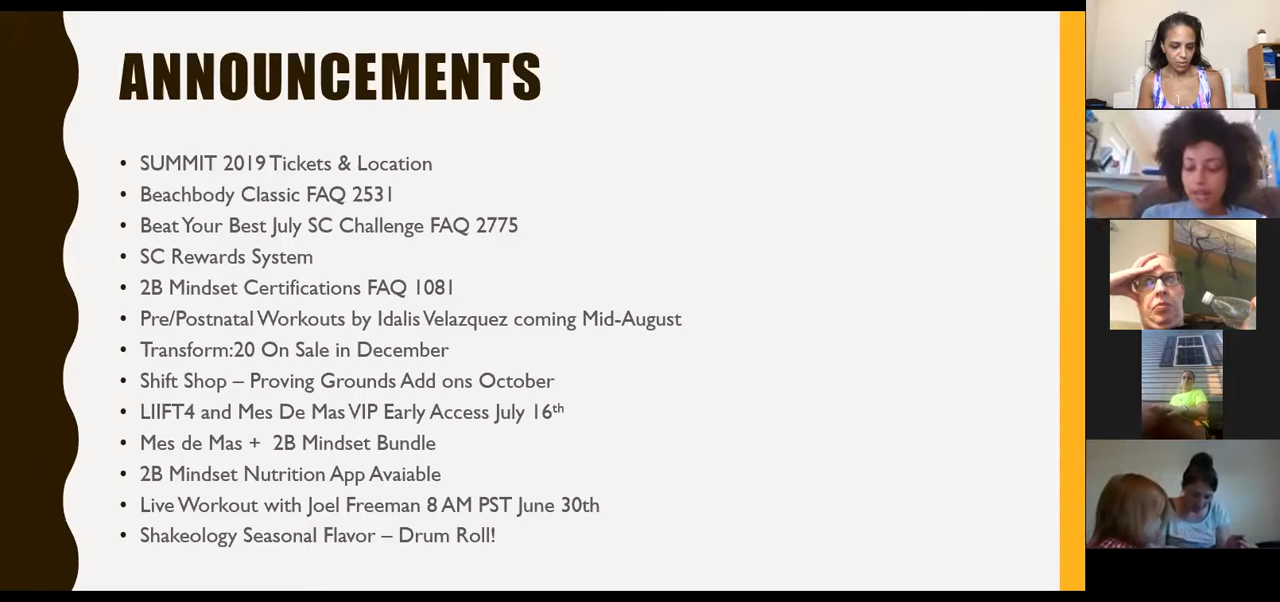 ANNOUNCEMENTS
• SUMMIT 2019 Tickets & Location
• Beachbody Classic FAQ 2531
• Beat Your Best July SC Challenge FAQ 2775
• SC Rewards System
• 2B Mindset Certifications FAQ 1081
• Pre/Postnatal Workouts by Idalis Velazquez coming Mid-August
• Transform:20 On Sale in December
• Shift Shop – Proving Grounds Add ons October
• LIIFT4 and Mes De Mas VIP Early Access July 16th
• Mes de Mas + 2B Mindset Bundle
• 2B Mindset Nutrition App Avaiable
• Live Workout with Joel Freeman 8 AM PST June 30th
• Shakeology Seasonal Flavor – Drum Roll!